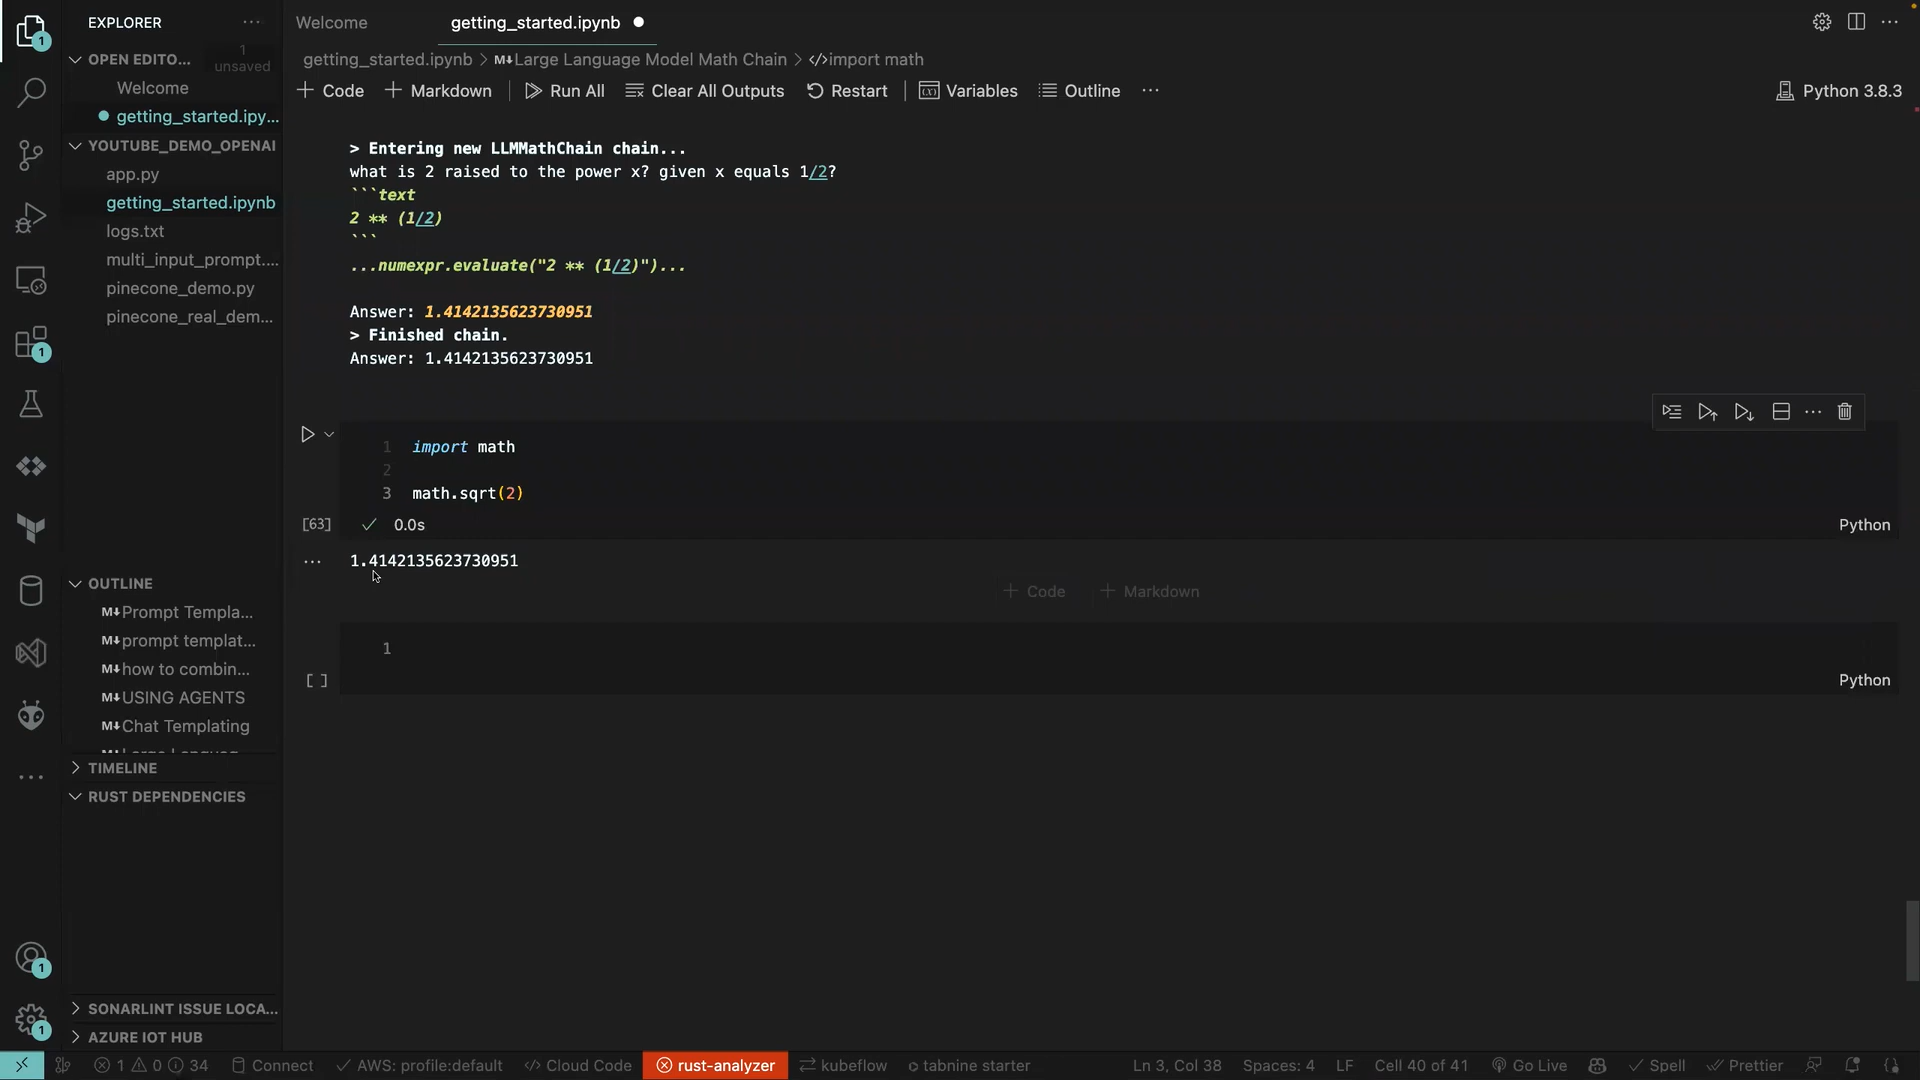 EXPLORER
Welcome
getting_started.ipynb
OPEN EDITO...
1
unsaved
Welcome
getting_started.ipy...
YOUTUBE_DEMO_OPENAI
app.py
getting_started.ipynb
logs.txt
multi_input_prompt....
pinecone_demo.py
pinecone_real_dem...
getting_started.ipynb > M↓Large Language Model Math Chain > </>import math
+ Code + Markdown Run All Clear All Outputs Restart Variables Outline ... Python 3.8.3
> Entering new LLMMathChain chain...
what is 2 raised to the power x? given x equals 1/2?
```text
2 ** (1/2)
```
...numexpr.evaluate("2 ** (1/2)")...
Answer: 1.4142135623730951
> Finished chain.
Answer: 1.4142135623730951
1 import math
2
3 math.sqrt(2)
[63] ✓ 0.0s Python
1.4142135623730951
+ Code + Markdown
1
[ ] Python
OUTLINE
M↓Prompt Templa...
M↓prompt templat...
M↓how to combin...
M↓USING AGENTS
M↓Chat Templating
TIMELINE
RUST DEPENDENCIES
SONARLINT ISSUE LOCA...
AZURE IOT HUB
1
1
1
1
1 0 34 Connect AWS: profile:default </> Cloud Code rust-analyzer kubeflow tabnine starter Ln 3, Col 38 Spaces: 4 LF Cell 40 of 41 Go Live Spell Prettier